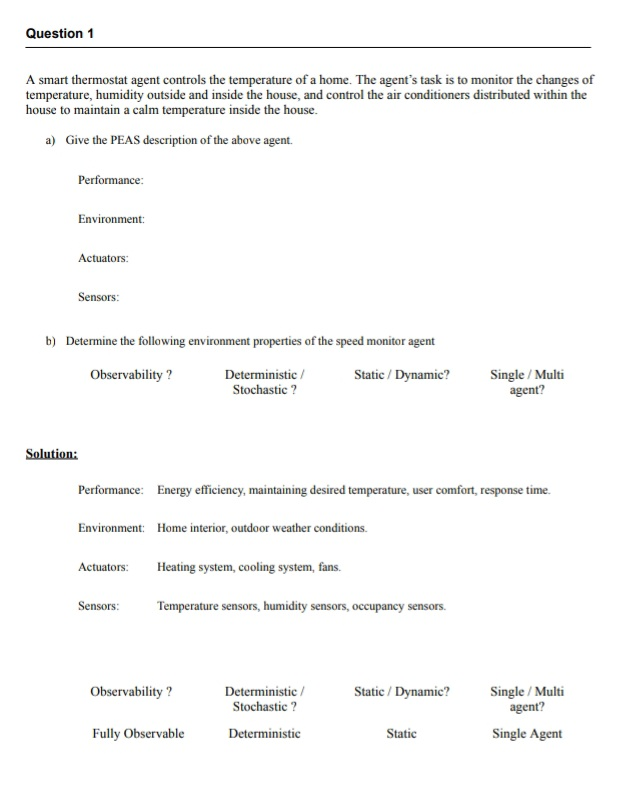 Question 1
A smart thermostat agent controls the temperature of a home. The agent's task is to monitor the changes of
temperature, humidity outside and inside the house, and control the air conditioners distributed within the
house to maintain a calm temperature inside the house.
a) Give the PEAS description of the above agent.
Performance:
Environment:
Actuators:
Sensors:
b) Determine the following environment properties of the speed monitor agent
Observability ? Deterministic / Static / Dynamic? Single / Multi
Stochastic ? agent?
Solution:
Performance: Energy efficiency, maintaining desired temperature, user comfort, response time.
Environment: Home interior, outdoor weather conditions.
Actuators: Heating system, cooling system, fans.
Sensors: Temperature sensors, humidity sensors, occupancy sensors.
Observability ? Deterministic / Static / Dynamic? Single / Multi
Stochastic ? agent?
Fully Observable Deterministic Static Single Agent